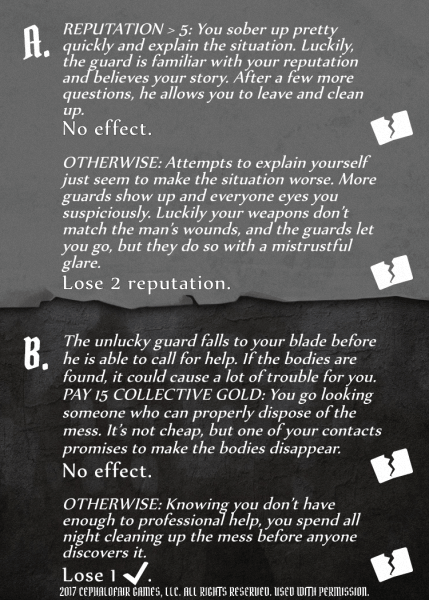 A.
REPUTATION > 5: You sober up pretty
quickly and explain the situation. Luckily,
the guard is familiar with your reputation
and believes your story. After a few more
questions, he allows you to leave and clean
up.
No effect.
OTHERWISE: Attempts to explain yourself
just seem to make the situation worse. More
guards show up and everyone eyes you
suspiciously. Luckily your weapons don't
match the man's wounds, and the guards let
you go, but they do so with a mistrustful
glare.
Lose 2 reputation.
B.
The unlucky guard falls to your blade before
he is able to call for help. If the bodies are
found, it could cause a lot of trouble for you.
PAY 15 COLLECTIVE GOLD: You go looking
someone who can properly dispose of the
mess. It's not cheap, but one of your contacts
promises to make the bodies disappear.
No effect.
OTHERWISE: Knowing you don't have
enough to professional help, you spend all
night cleaning up the mess before anyone
discovers it.
Lose 1 ✓.
2017 CEPHALOFAIR GAMES, LLC. ALL RIGHTS RESERVED. USED WITH PERMISSION.